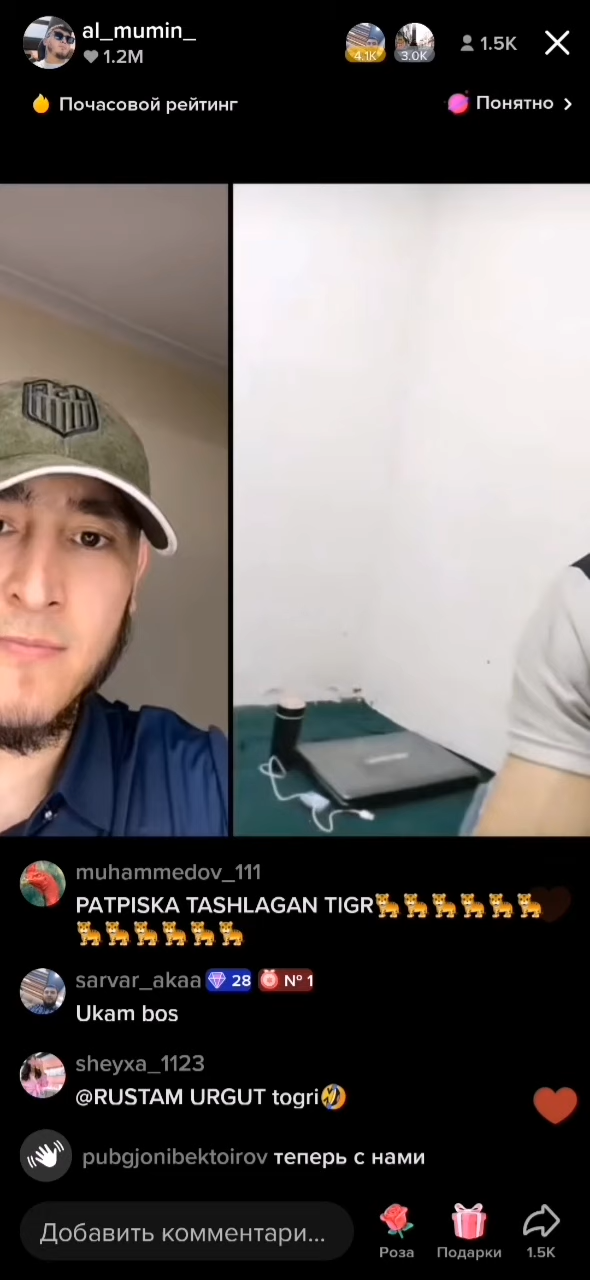 al_mumin_
1.2M
4.1K
3.0K
1.5K
Почасовой рейтинг
Понятно
muhammedov_111
PATPISKA TASHLAGAN TIGR🐅🐅🐅🐅🐅🐅
🐅🐅🐅🐅🐅🐅
sarvar_akaa 28 № 1
Ukam bos
sheyxa_1123
@RUSTAM URGUT togri🤣
pubgjonibektoirov теперь с нами
Добавить комментари...
Роза
Подарки
1.5K